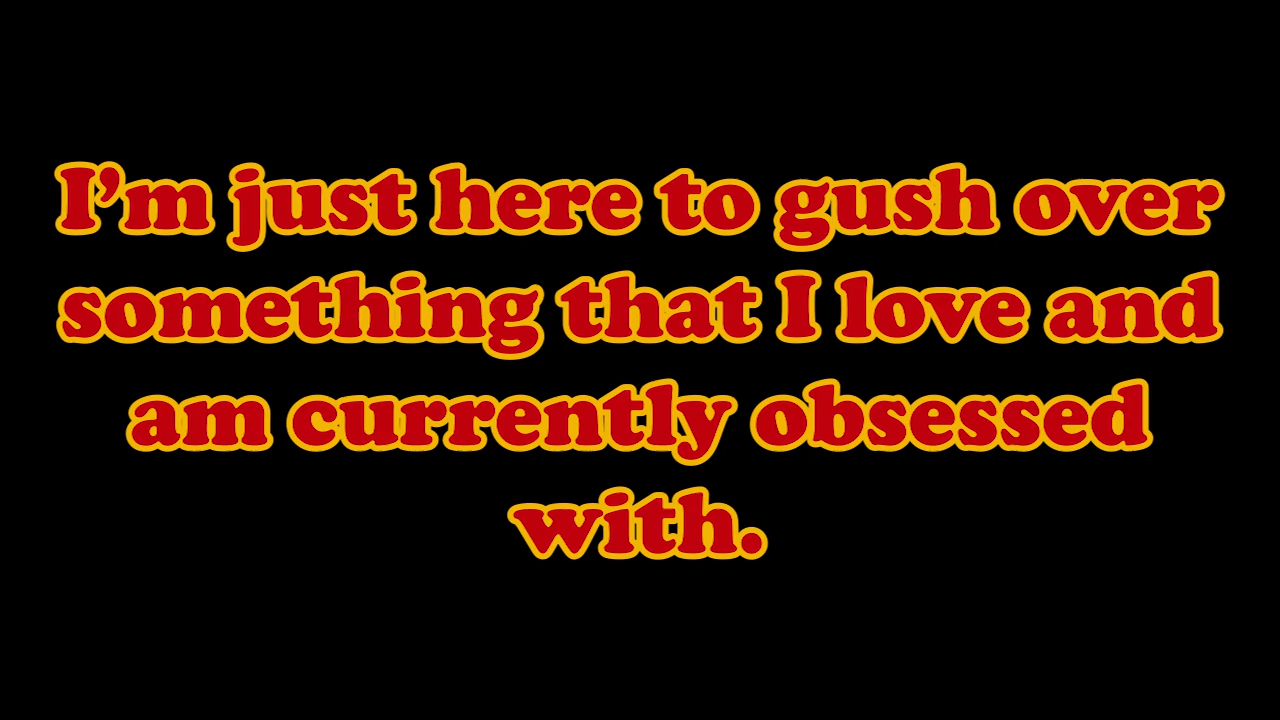 I’m just here to gush over
something that I love and
am currently obsessed
with.